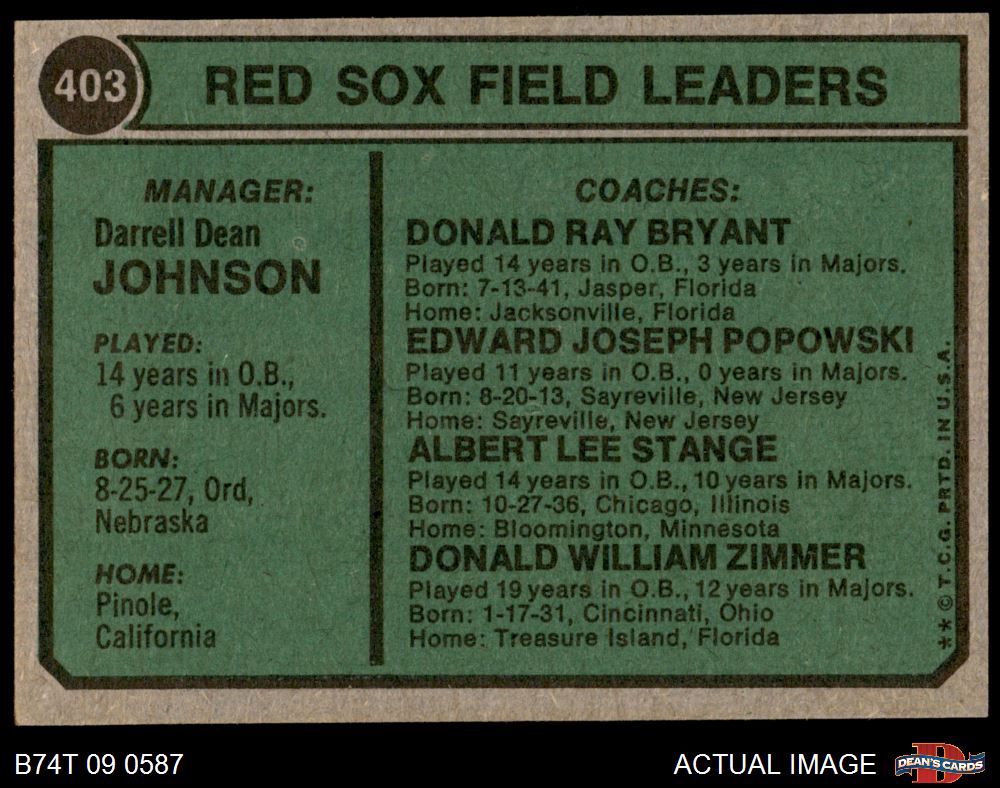 403
RED SOX FIELD LEADERS
MANAGER:
Darrell Dean
JOHNSON
PLAYED:
14 years in O.B.,
6 years in Majors.
BORN:
8-25-27, Ord,
Nebraska
HOME:
Pinole,
California
COACHES:
DONALD RAY BRYANT
Played 14 years in O.B., 3 years in Majors.
Born: 7-13-41, Jasper, Florida
Home: Jacksonville, Florida
EDWARD JOSEPH POPOWSKI
Played 11 years in O.B., 0 years in Majors.
Born: 8-20-13, Sayreville, New Jersey
Home: Sayreville, New Jersey
ALBERT LEE STANGE
Played 14 years in O.B., 10 years in Majors.
Born: 10-27-36, Chicago, Illinois
Home: Bloomington, Minnesota
DONALD WILLIAM ZIMMER
Played 19 years in O.B., 12 years in Majors.
Born: 1-17-31, Cincinnati, Ohio
Home: Treasure Island, Florida
**© T.C.G. PRTD. IN U.S.A.
B74T 09 0587
ACTUAL IMAGE
D
DEAN'S CARDS